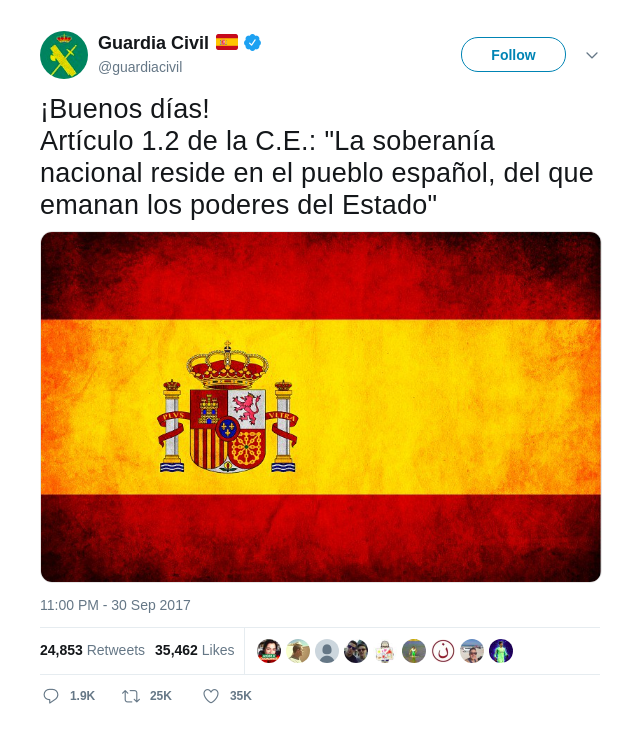 Guardia Civil
@guardiacivil
Follow
¡Buenos días!
Artículo 1.2 de la C.E.: "La soberanía
nacional reside en el pueblo español, del que
emanan los poderes del Estado"
PLVS VLTRA
11:00 PM - 30 Sep 2017
24,853 Retweets 35,462 Likes
ن
1.9K 25K 35K